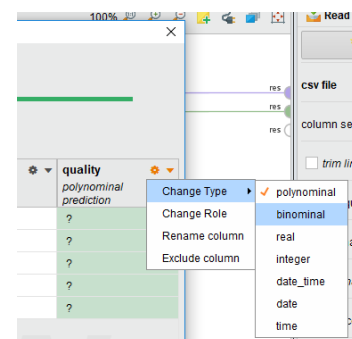 100%
Read
res
csv file
res
column se
res
trim li
quality
polynominal
prediction
?
?
?
?
?
Change Type
Change Role
Rename column
Exclude column
polynominal
binominal
real
integer
date_time
date
time